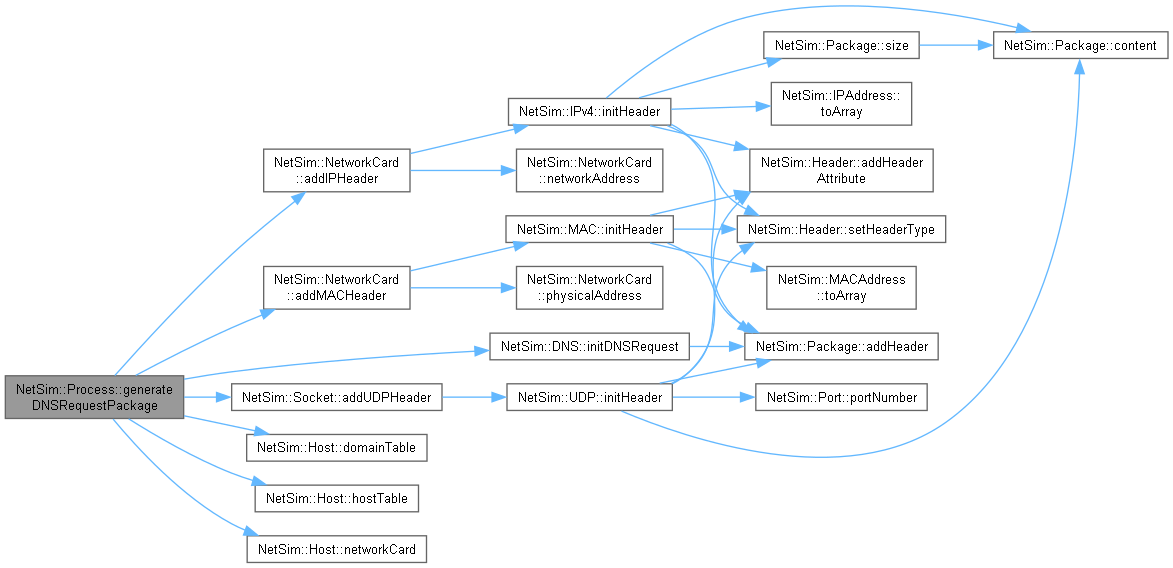 NetSim::Process::generate
DNSRequestPackage
NetSim::NetworkCard
::addIPHeader
NetSim::NetworkCard
::addMACHeader
NetSim::DNS::initDNSRequest
NetSim::Socket::addUDPHeader
NetSim::Host::domainTable
NetSim::Host::hostTable
NetSim::Host::networkCard
NetSim::IPv4::initHeader
NetSim::NetworkCard
::networkAddress
NetSim::MAC::initHeader
NetSim::NetworkCard
::physicalAddress
NetSim::UDP::initHeader
NetSim::Package::size
NetSim::IPAddress::
toArray
NetSim::Header::addHeader
Attribute
NetSim::Header::setHeaderType
NetSim::MACAddress
::toArray
NetSim::Package::addHeader
NetSim::Port::portNumber
NetSim::Package::content